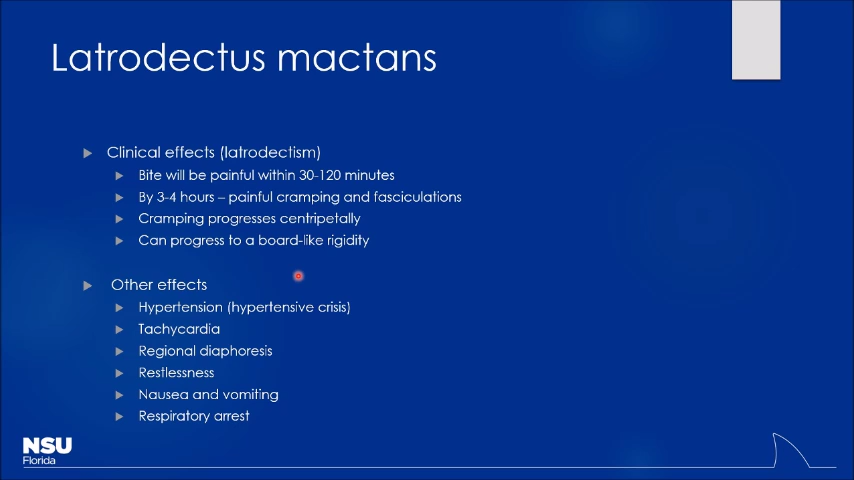 Latrodectus mactans
Clinical effects (latrodectism)
Bite will be painful within 30-120 minutes
By 3-4 hours – painful cramping and fasciculations
Cramping progresses centripetally
Can progress to a board-like rigidity
Other effects
Hypertension (hypertensive crisis)
Tachycardia
Regional diaphoresis
Restlessness
Nausea and vomiting
Respiratory arrest
NSU
Florida